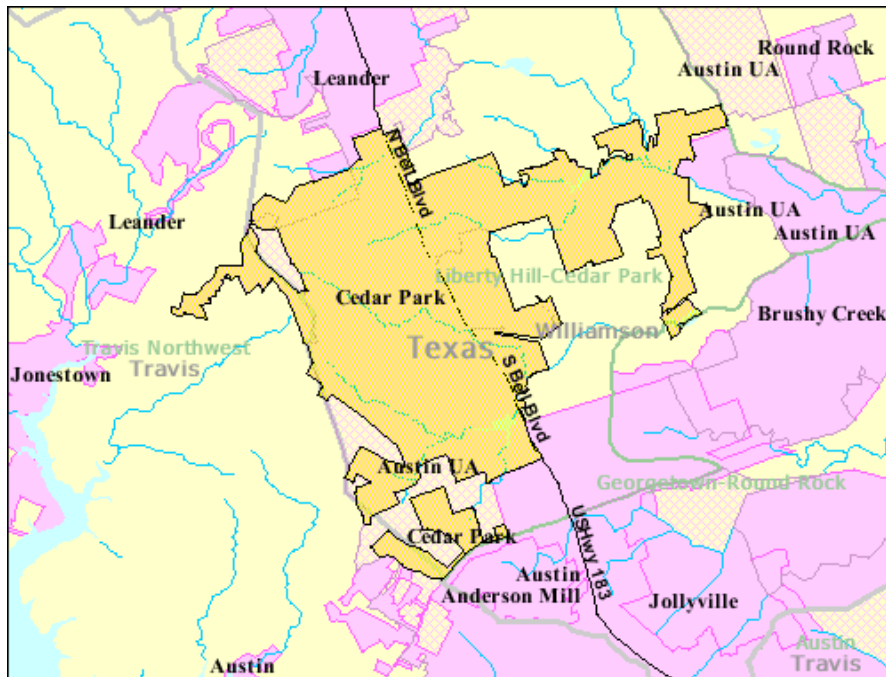 Round Rock
Austin UA
Leander
N Bell Blvd
Leander
Austin UA
Austin UA
Liberty Hill-Cedar Park
Cedar Park
Brushy Creek
Williamson
Texas
Travis Northwest
Travis
Jonestown
S Bell Blvd
Austin UA
Georgetown-Round Rock
Cedar Park
USHwy 183
Austin
Anderson Mill
Jollyville
Austin
Travis
Austin